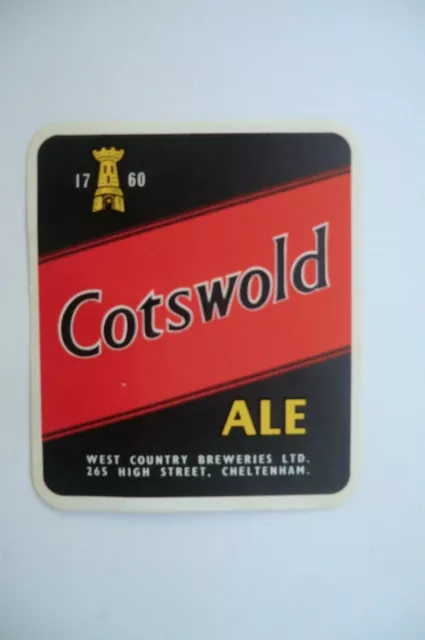 17 60
Cotswold
ALE
WEST COUNTRY BREWERIES LTD.
265 HIGH STREET, CHELTENHAM.